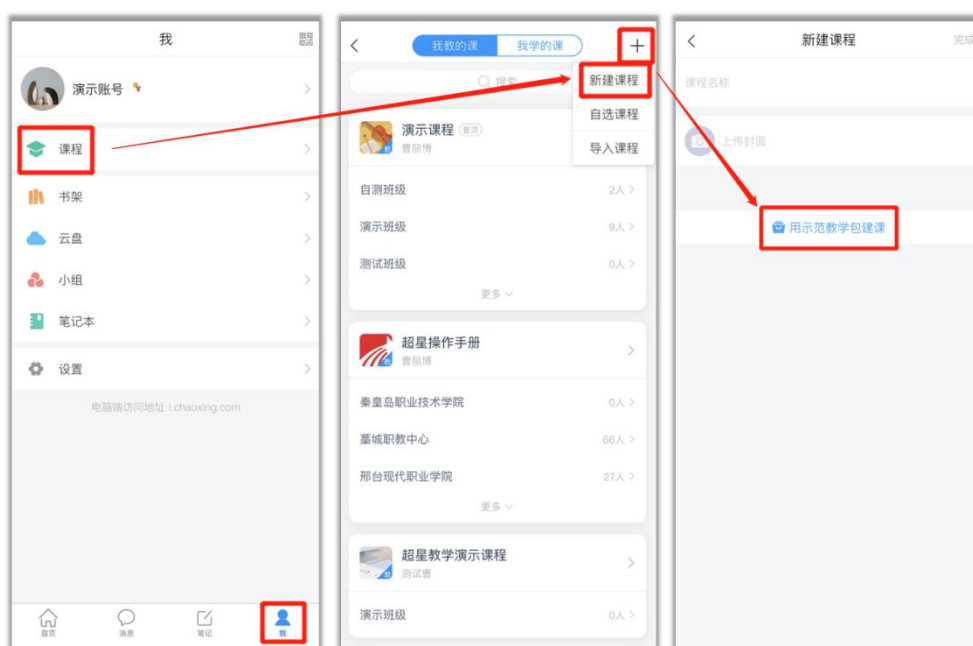 我
演示账号
课程
书架
云盘
小组
笔记本
设置
电脑端访问地址 i.chaoxing.com
首页
消息
笔记
我
我教的课
我学的课
搜索
新建课程
自选课程
导入课程
演示课程 置顶
曹丽博
自测班级 2人
演示班级 9人
测试班级 0人
更多
超星操作手册
曹丽博
秦皇岛职业技术学院 0人
藁城职教中心 66人
邢台现代职业学院 27人
更多
超星教学演示课程
测试曹
演示班级 0人
新建课程
完成
课程名称
上传封面
用示范教学包建课